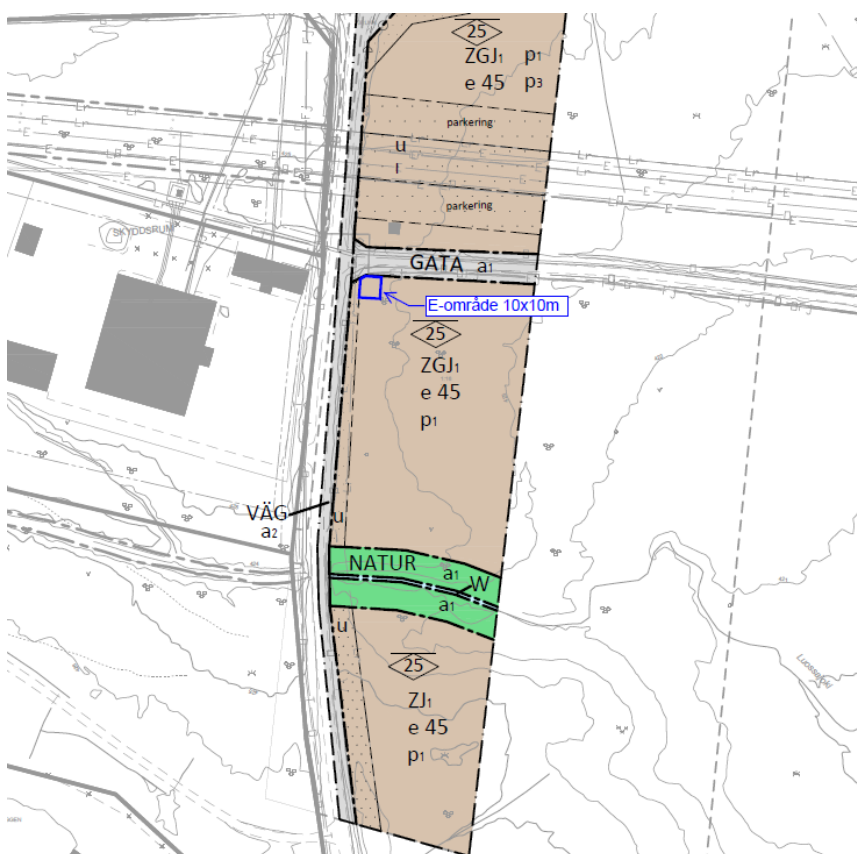 25
ZGJ1 p1
e 45 p3
parkering
u
I
parkering
SKYDDSRUM
GATA a1
E-område 10x10m
25
ZGJ1
e 45
p1
VÄG
a2
u
NATUR
a1
W
a1
u
25
ZJ1
e 45
p1